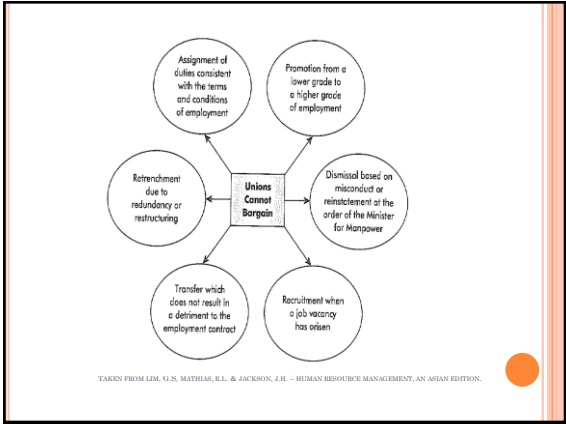 Assignment of
duties consistent
with the terms
and conditions
of employment
Promotion from a
lower grade to
a higher grade
of employment
Retrenchment
due to
redundancy or
restructuring
Unions
Cannot
Bargain
Dismissal based on
misconduct or
reinstatement at the
order of the Minister
for Manpower
Transfer which
does not result in
a detriment to the
employment contract
Recruitment when
a job vacancy
has arisen
TAKEN FROM LIM, G.S, MATHIAS, R.L. & JACKSON, J.H. – HUMAN RESOURCE MANAGEMENT, AN ASIAN EDITION.